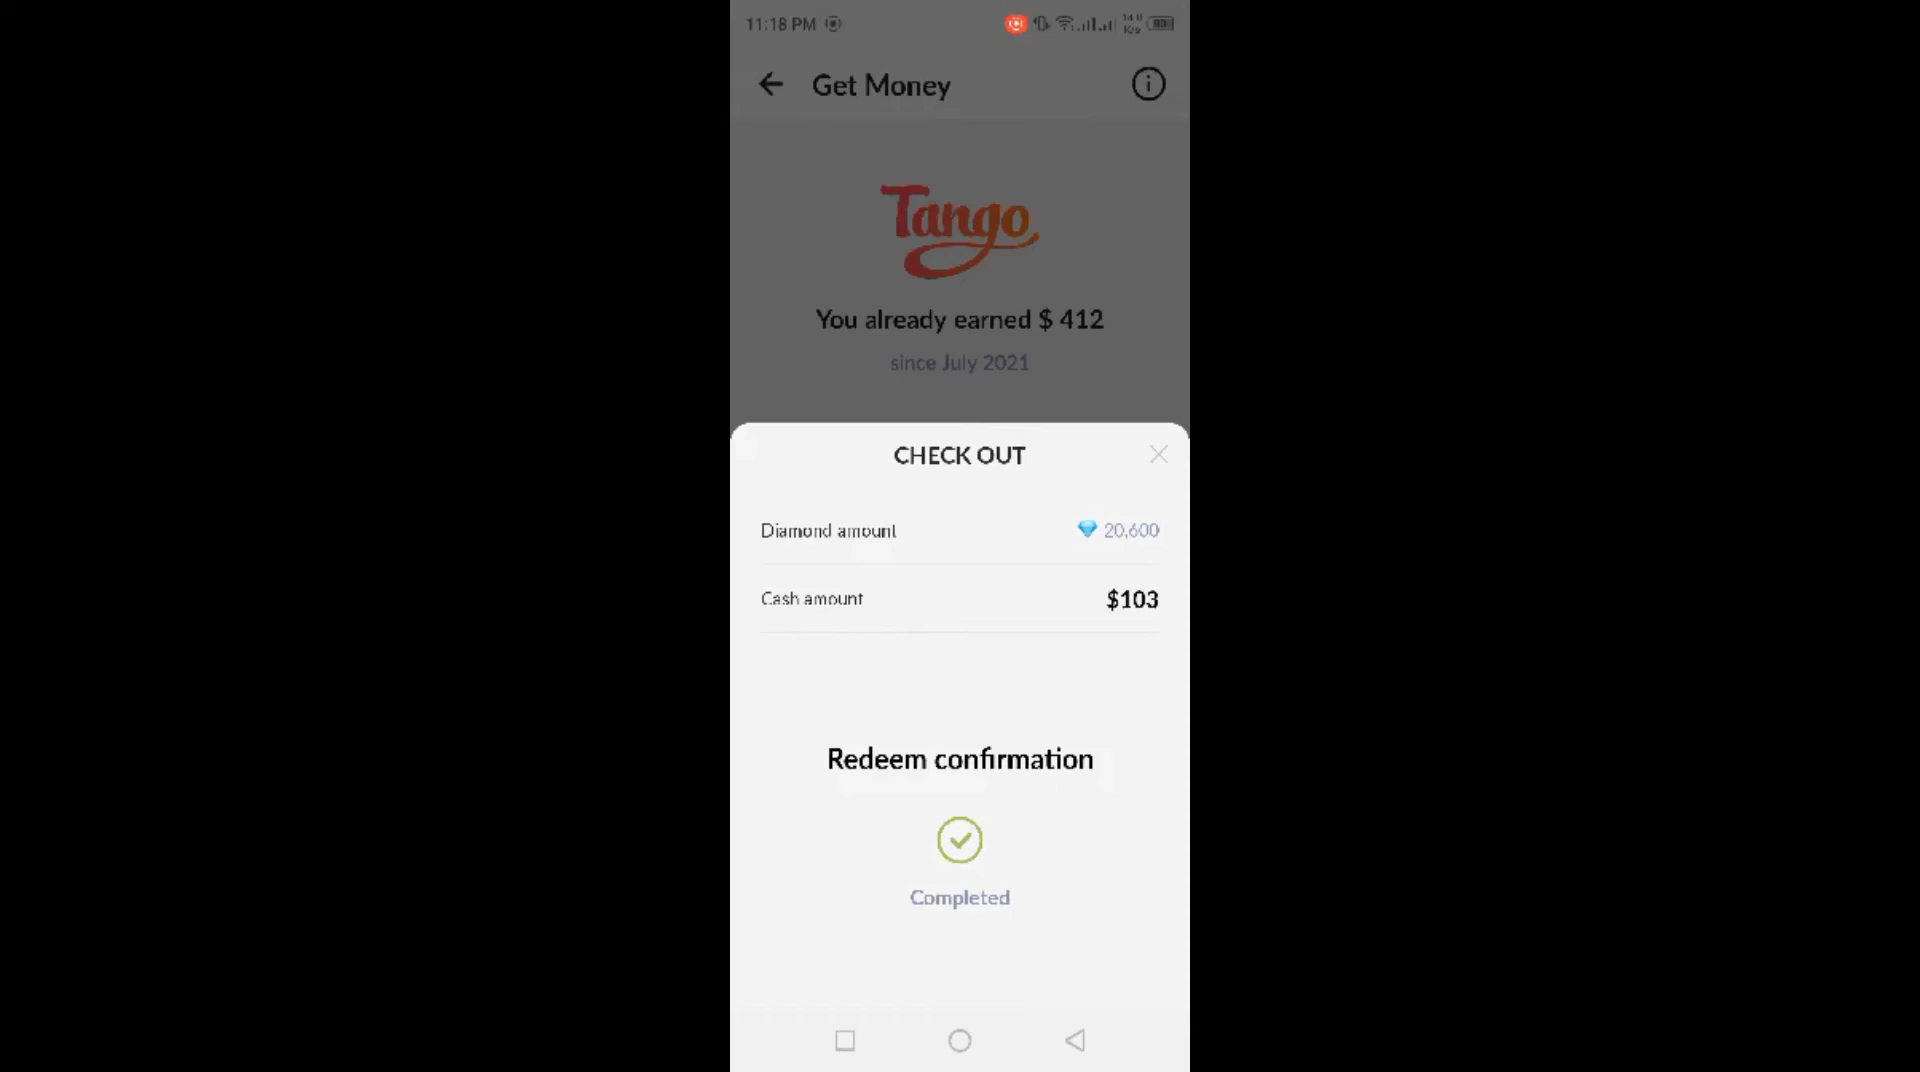 11:18 PM
Get Money
Tango
You already earned $ 412
since July 2021
CHECK OUT
Diamond amount 20,600
Cash amount $103
Redeem confirmation
Completed